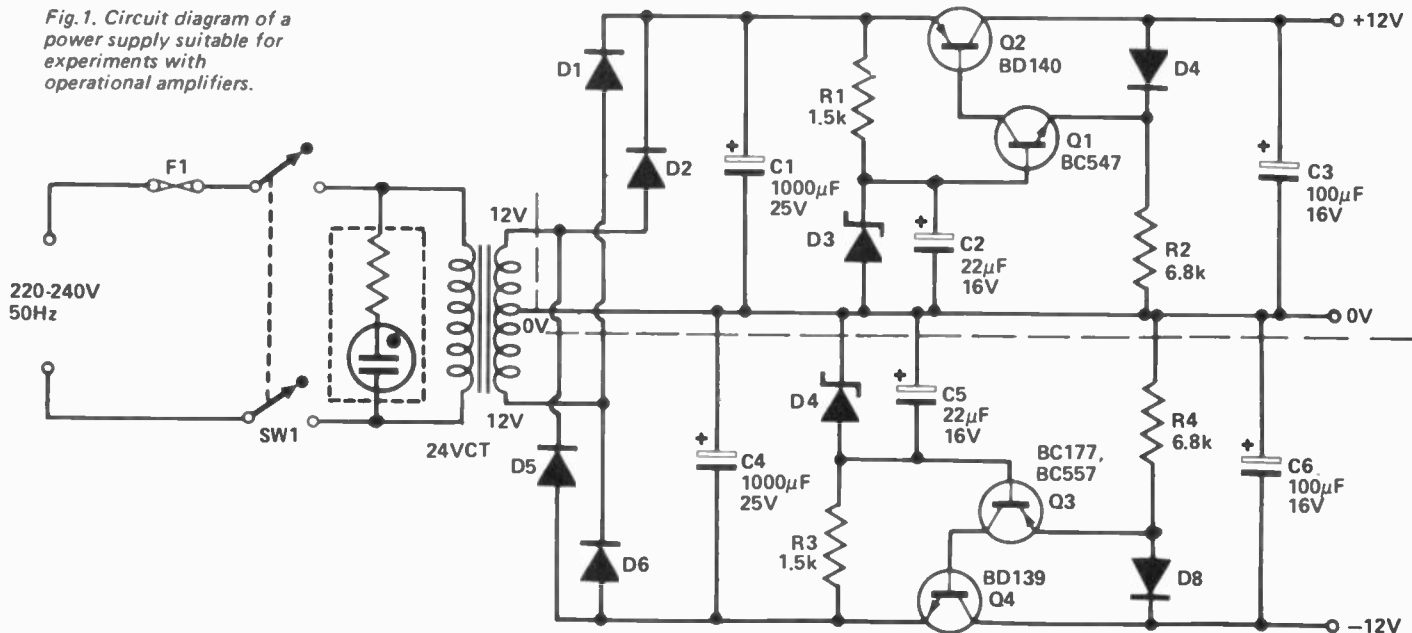 Fig.1. Circuit diagram of a
power supply suitable for
experiments with
operational amplifiers.
F1
220-240V
50Hz
SW1
24VCT
12V
0V
12V
D1
D2
D5
D6
C1
1000µF
25V
C4
1000µF
25V
R1
1.5k
D3
C2
22µF
16V
Q2
BD140
Q1
BC547
D4
R2
6.8k
C3
100µF
16V
+12V
0V
D4
C5
22µF
16V
R3
1.5k
BC177,
BC557
Q3
BD139
Q4
R4
6.8k
D8
C6
100µF
16V
−12V